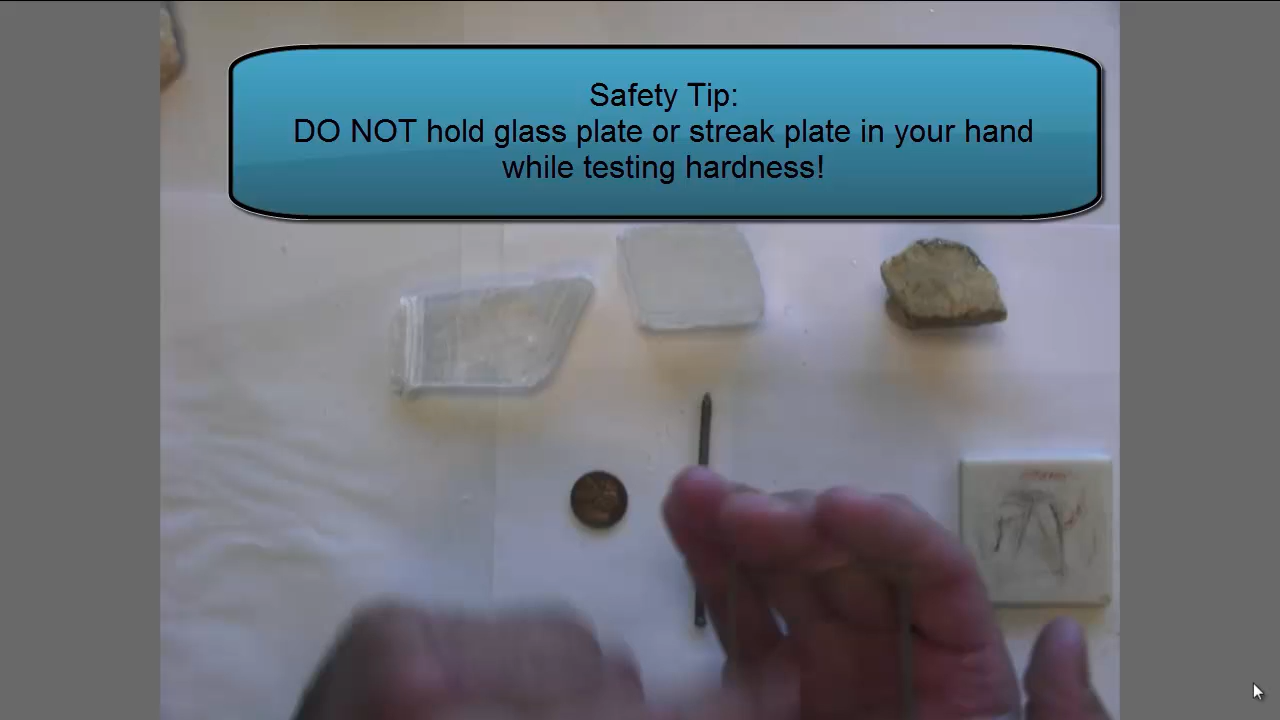 Safety Tip:
DO NOT hold glass plate or streak plate in your hand
while testing hardness!